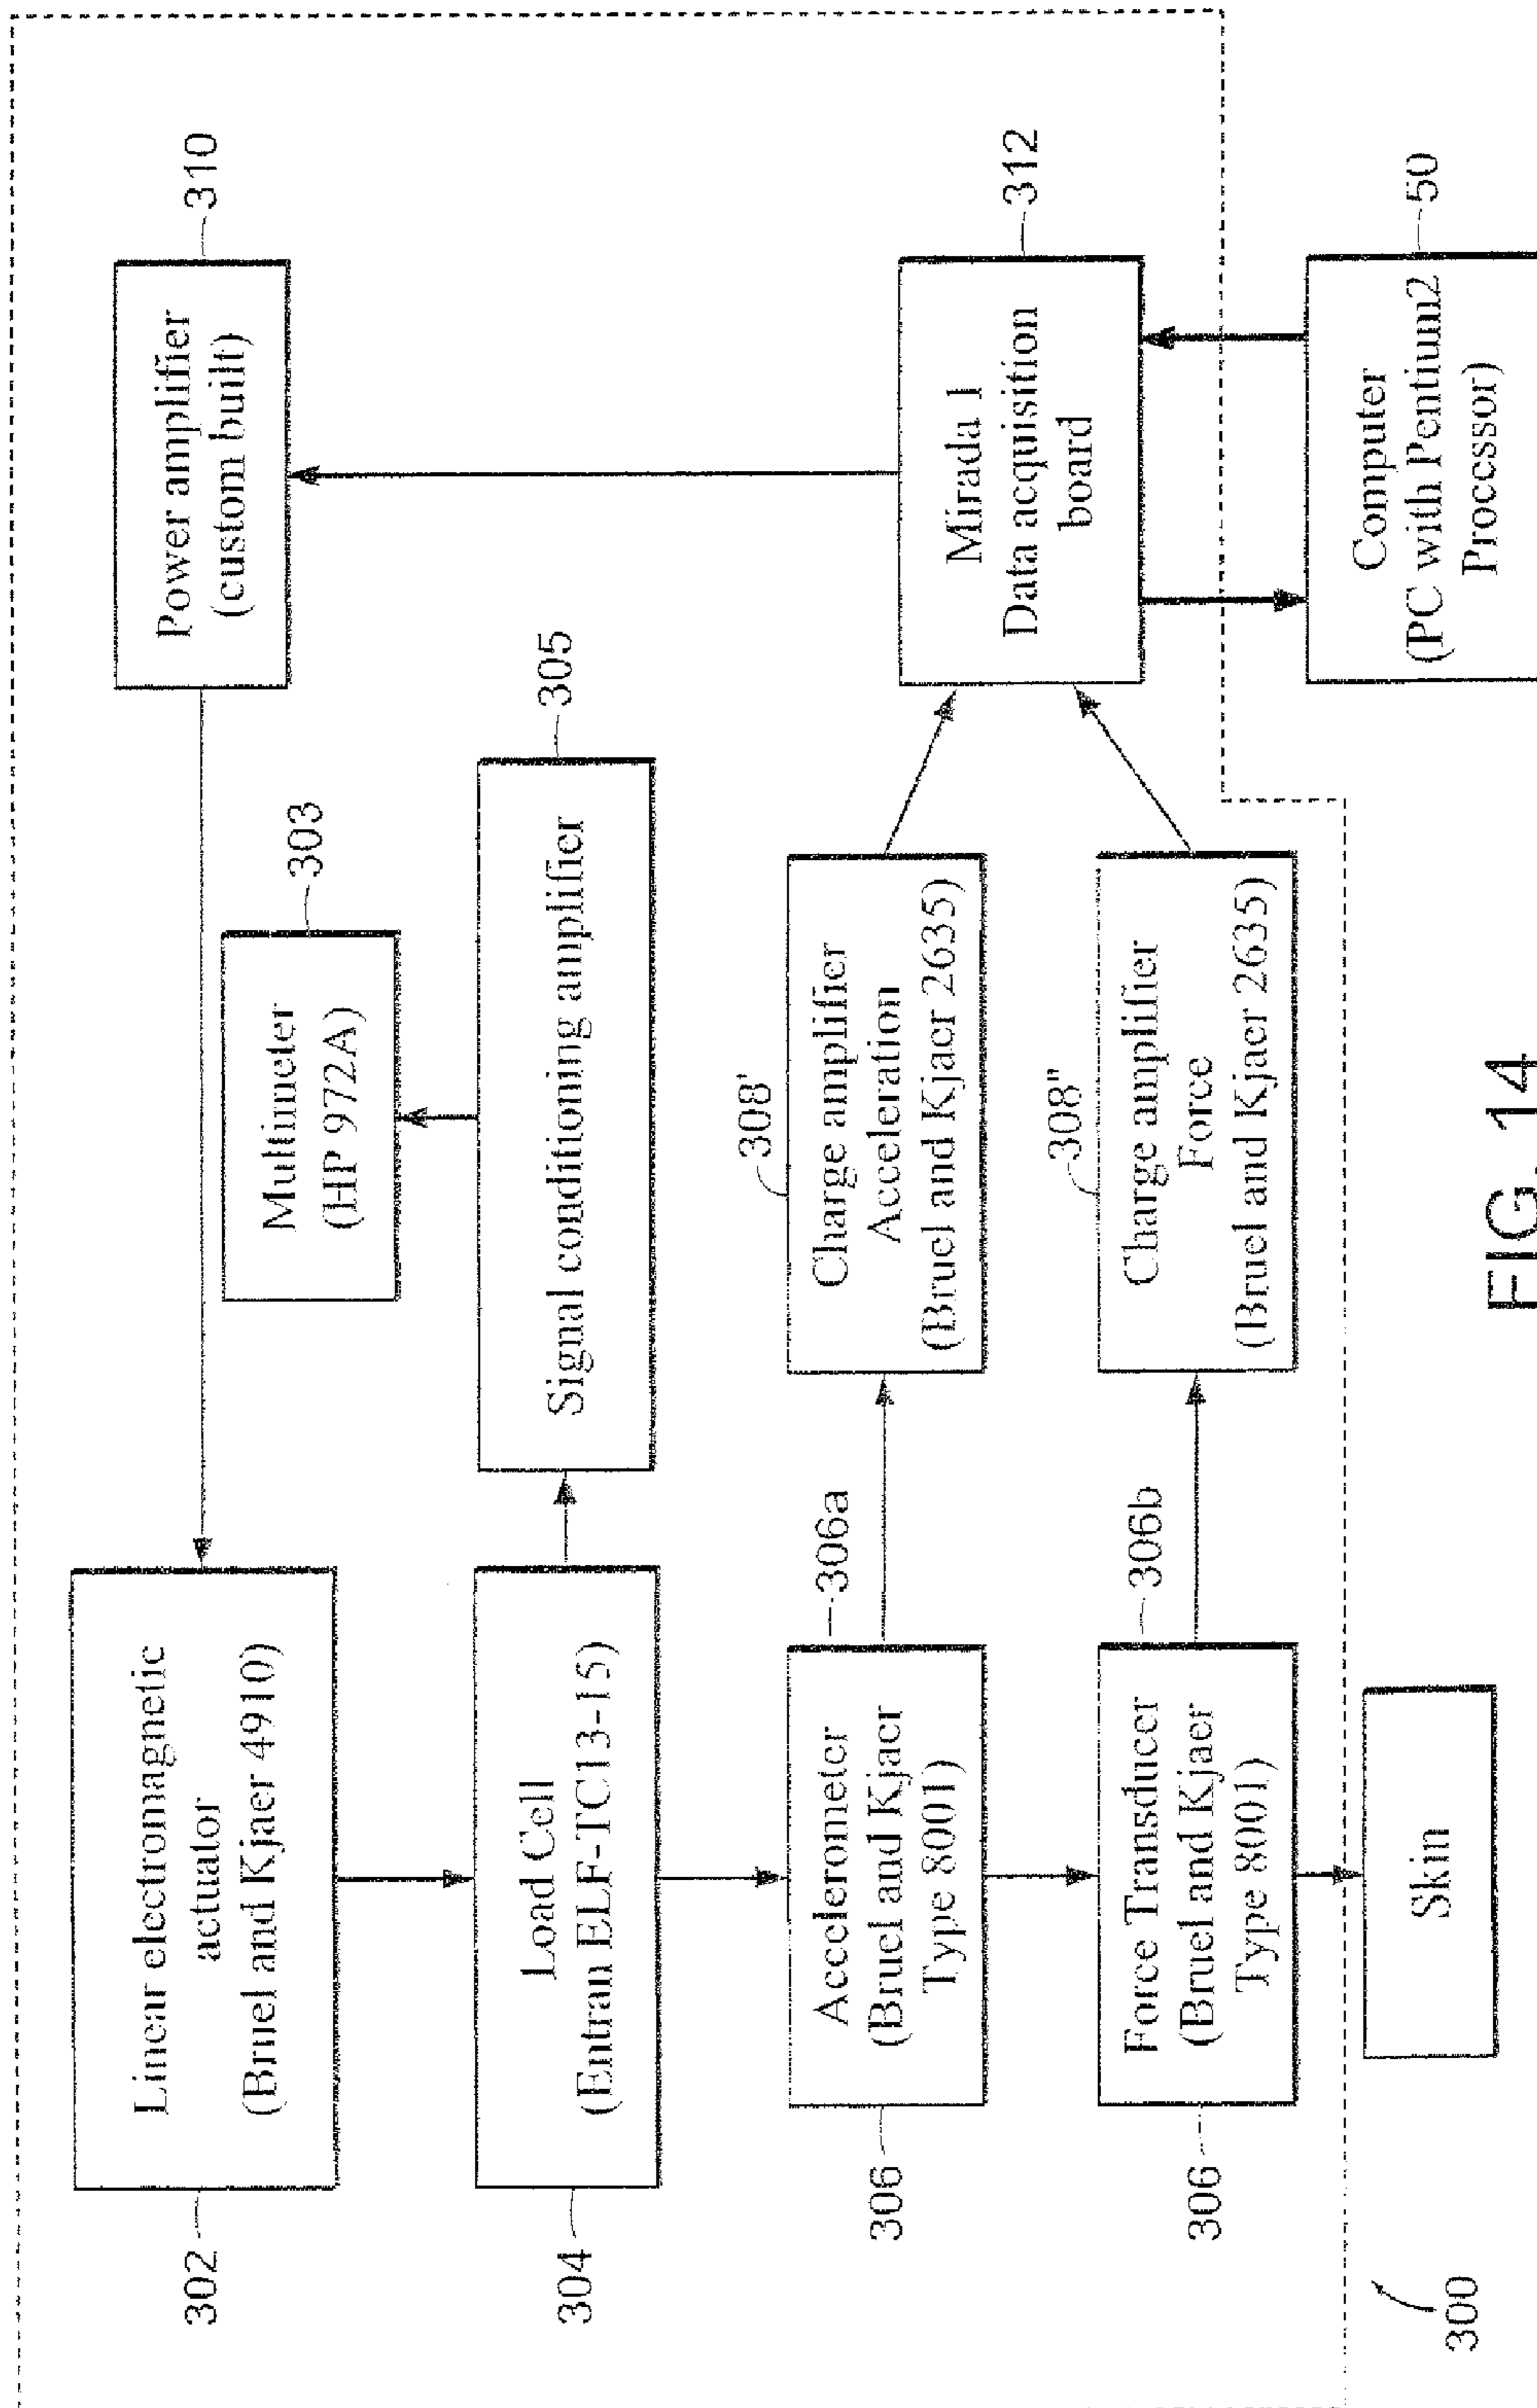 302
Linear electromagnetic
actuator
(Bruel and Kjaer 4910)
310
Power amplifier
(custom built)
303
Multimeter
(HP 972A)
304
Load Cell
(Entran ELF-TC13-15)
305
Signal conditioning amplifier
306
Accelerometer
(Bruel and Kjaer
Type 8001)
306a
308'
Charge amplifier
Acceleration
(Bruel and Kjaer 2635)
312
Mirada 1
Data acquisition
board
306
Force Transducer
(Bruel and Kjaer
Type 8001)
306b
308"
Charge amplifier
Force
(Bruel and Kjaer 2635)
50
Computer
(PC with Pentium2
Processor)
Skin
300
FIG. 14